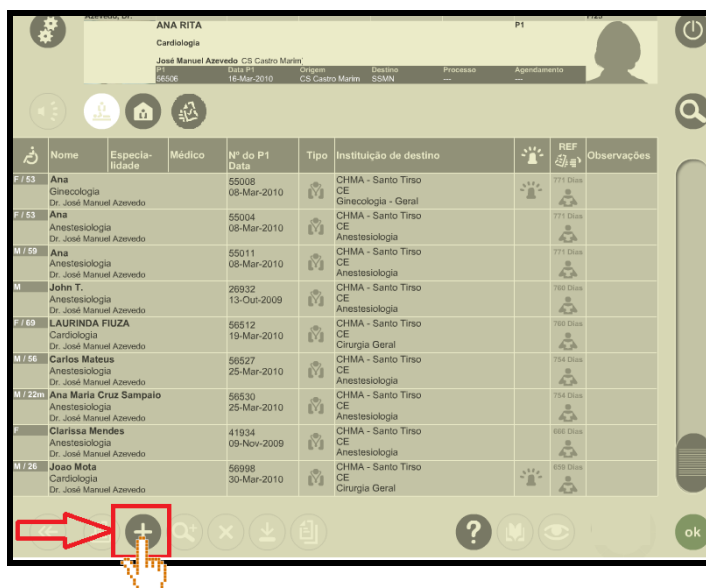 Azevedo, Dr. F/25
ANA RITA P1
Cardiologia
José Manuel Azevedo CS Castro Marim
P1 Data P1 Origem Destino Processo Agendamento
56506 16-Mar-2010 CS Castro Marim SSMN --- ---
Nome Especia-lidade Médico Nº do P1 Data Tipo Instituição de destino REF Observações
F / 53 Ana 55008 CHMA - Santo Tirso 771 Dias
Ginecologia 08-Mar-2010 CE
Dr. José Manuel Azevedo Ginecologia - Geral
F / 53 Ana 55004 CHMA - Santo Tirso 771 Dias
Anestesiologia 08-Mar-2010 CE
Dr. José Manuel Azevedo Anestesiologia
M / 59 Ana 55011 CHMA - Santo Tirso 771 Dias
Anestesiologia 08-Mar-2010 CE
Dr. José Manuel Azevedo Anestesiologia
M John T. 26932 CHMA - Santo Tirso 760 Dias
Anestesiologia 13-Out-2009 CE
Dr. José Manuel Azevedo Anestesiologia
F / 69 LAURINDA FIUZA 56512 CHMA - Santo Tirso 760 Dias
Cardiologia 19-Mar-2010 CE
Dr. José Manuel Azevedo Cirurgia Geral
M / 56 Carlos Mateus 56527 CHMA - Santo Tirso 754 Dias
Anestesiologia 25-Mar-2010 CE
Dr. José Manuel Azevedo Anestesiologia
M / 22m Ana Maria Cruz Sampaio 56530 CHMA - Santo Tirso 754 Dias
Anestesiologia 25-Mar-2010 CE
Dr. José Manuel Azevedo Anestesiologia
F Clarissa Mendes 41934 CHMA - Santo Tirso Dias
Anestesiologia 09-Nov-2009 CE
Dr. José Manuel Azevedo Anestesiologia
M / 26 Joao Mota 56998 CHMA - Santo Tirso 659 Dias
Cardiologia 30-Mar-2010 CE
Dr. José Manuel Azevedo Cirurgia Geral
ok